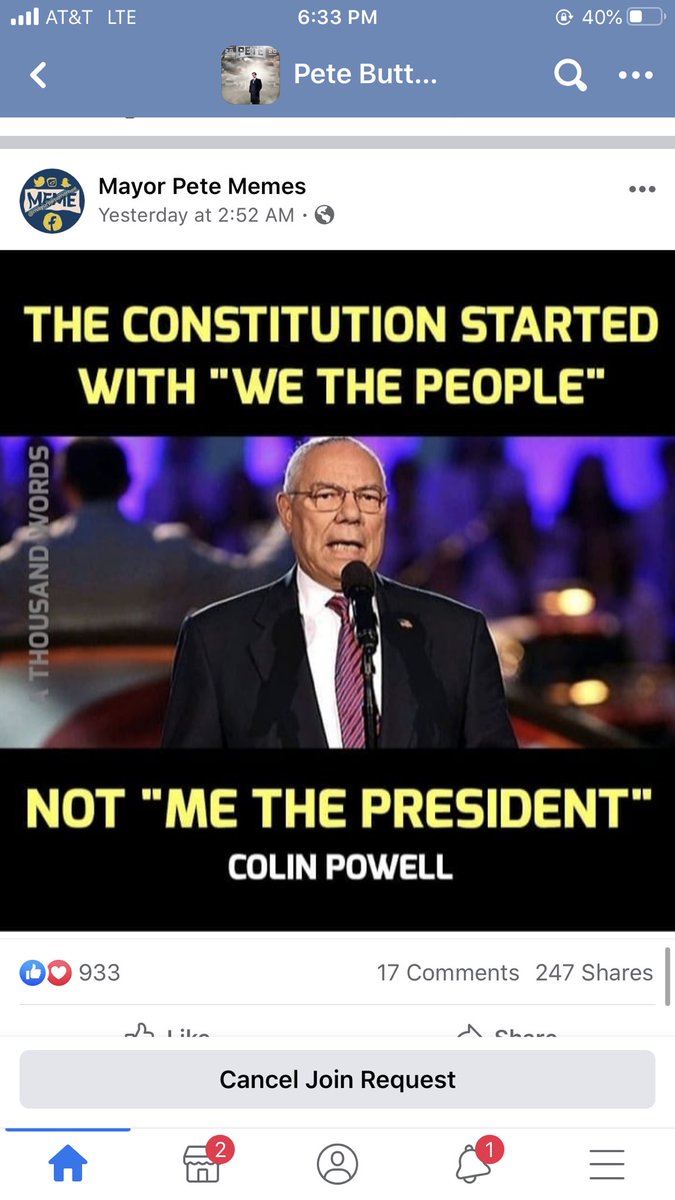 AT&T LTE 6:33 PM 40%
Pete Butt...
Mayor Pete Memes
Yesterday at 2:52 AM ·
THE CONSTITUTION STARTED
WITH "WE THE PEOPLE"
A THOUSAND WORDS
NOT "ME THE PRESIDENT"
COLIN POWELL
933 17 Comments 247 Shares
Like Share
Cancel Join Request
2 1